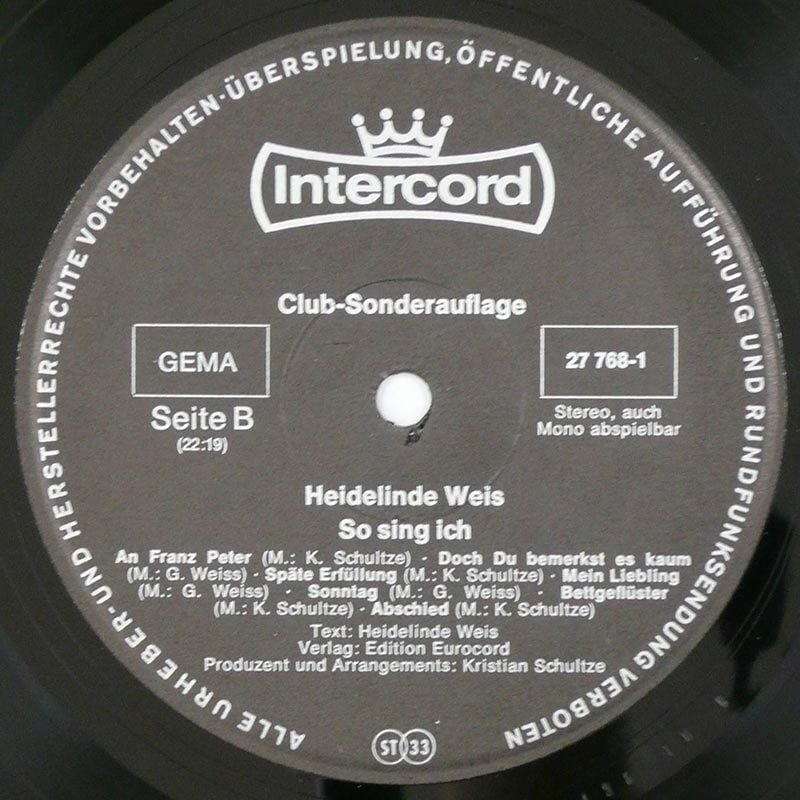 ALLE URHEBER- UND HERSTELLERRECHTE VORBEHALTEN-ÜBERSPIELUNG, ÖFFENTLICHE AUFFÜHRUNG UND RUNDFUNKSENDUNG VERBOTEN
Intercord
Club-Sonderauflage
GEMA
27 768-1
Seite B
(22:19)
Stereo, auch
Mono abspielbar
Heidelinde Weis
So sing ich
An Franz Peter (M.: K. Schultze) · Doch Du bemerkst es kaum
(M.: G. Weiss) · Späte Erfüllung (M.: K. Schultze) · Mein Liebling
(M.: G. Weiss) · Sonntag (M.: G. Weiss) · Bettgeflüster
(M.: K. Schultze) · Abschied (M.: K. Schultze)
Text: Heidelinde Weis
Verlag: Edition Eurocord
Produzent und Arrangements: Kristian Schultze
ST 33